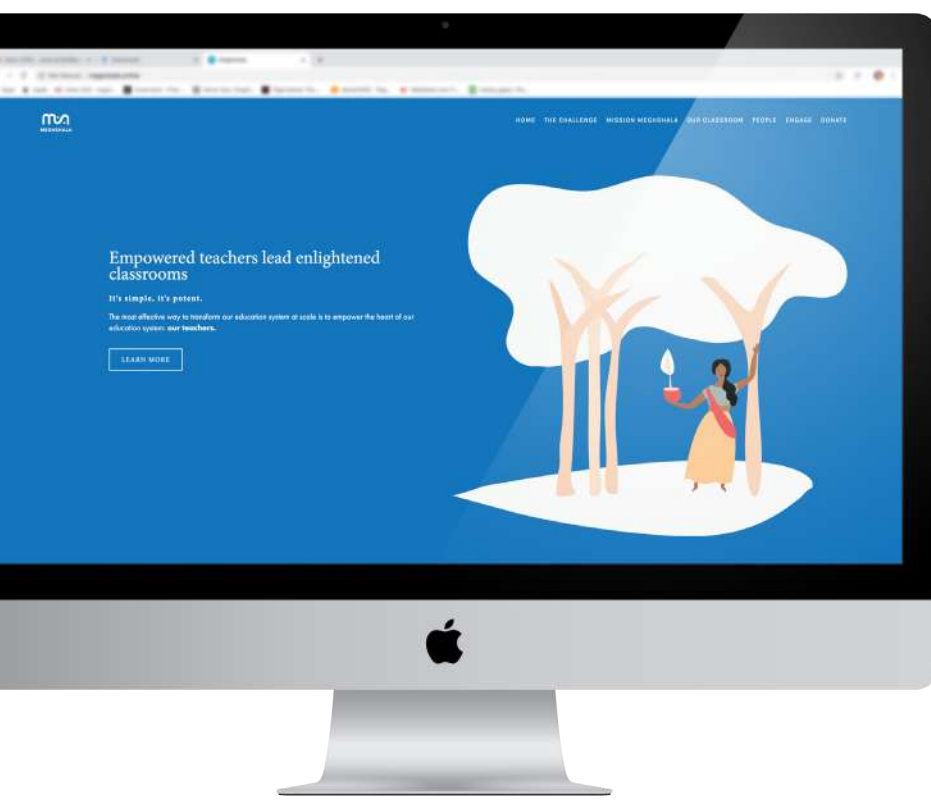 MEGHSHALA
HOME THE CHALLENGE MISSION MEGHSHALA OUR CLASSROOM PEOPLE ENGAGE DONATE
Empowered teachers lead enlightened
classrooms
It's simple, it's potent.
The most effective way to transform our education system at scale is to empower the heart of our
education system: our teachers.
LEARN MORE